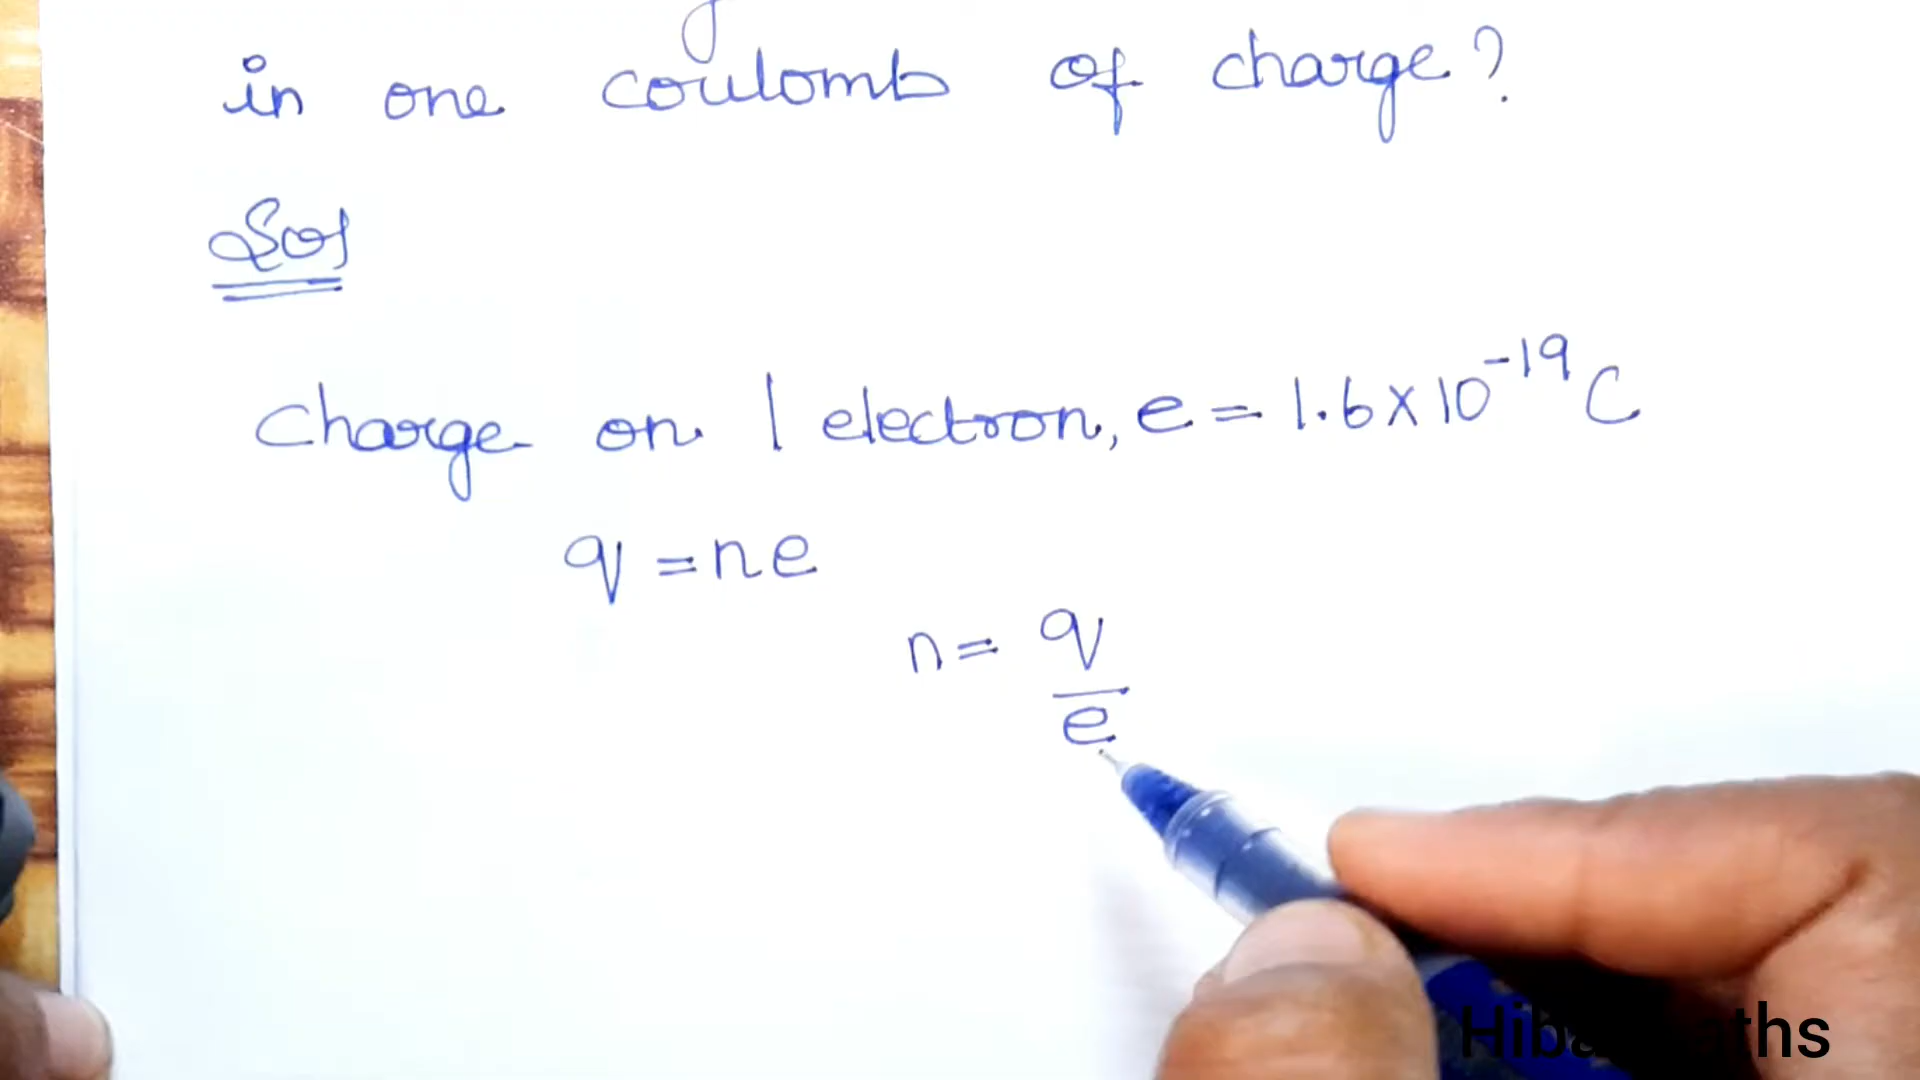 in one coulomb of charge?
Sol
Charge on 1 electron, e = 1.6 × 10⁻¹⁹ C
q = ne
n = q/e